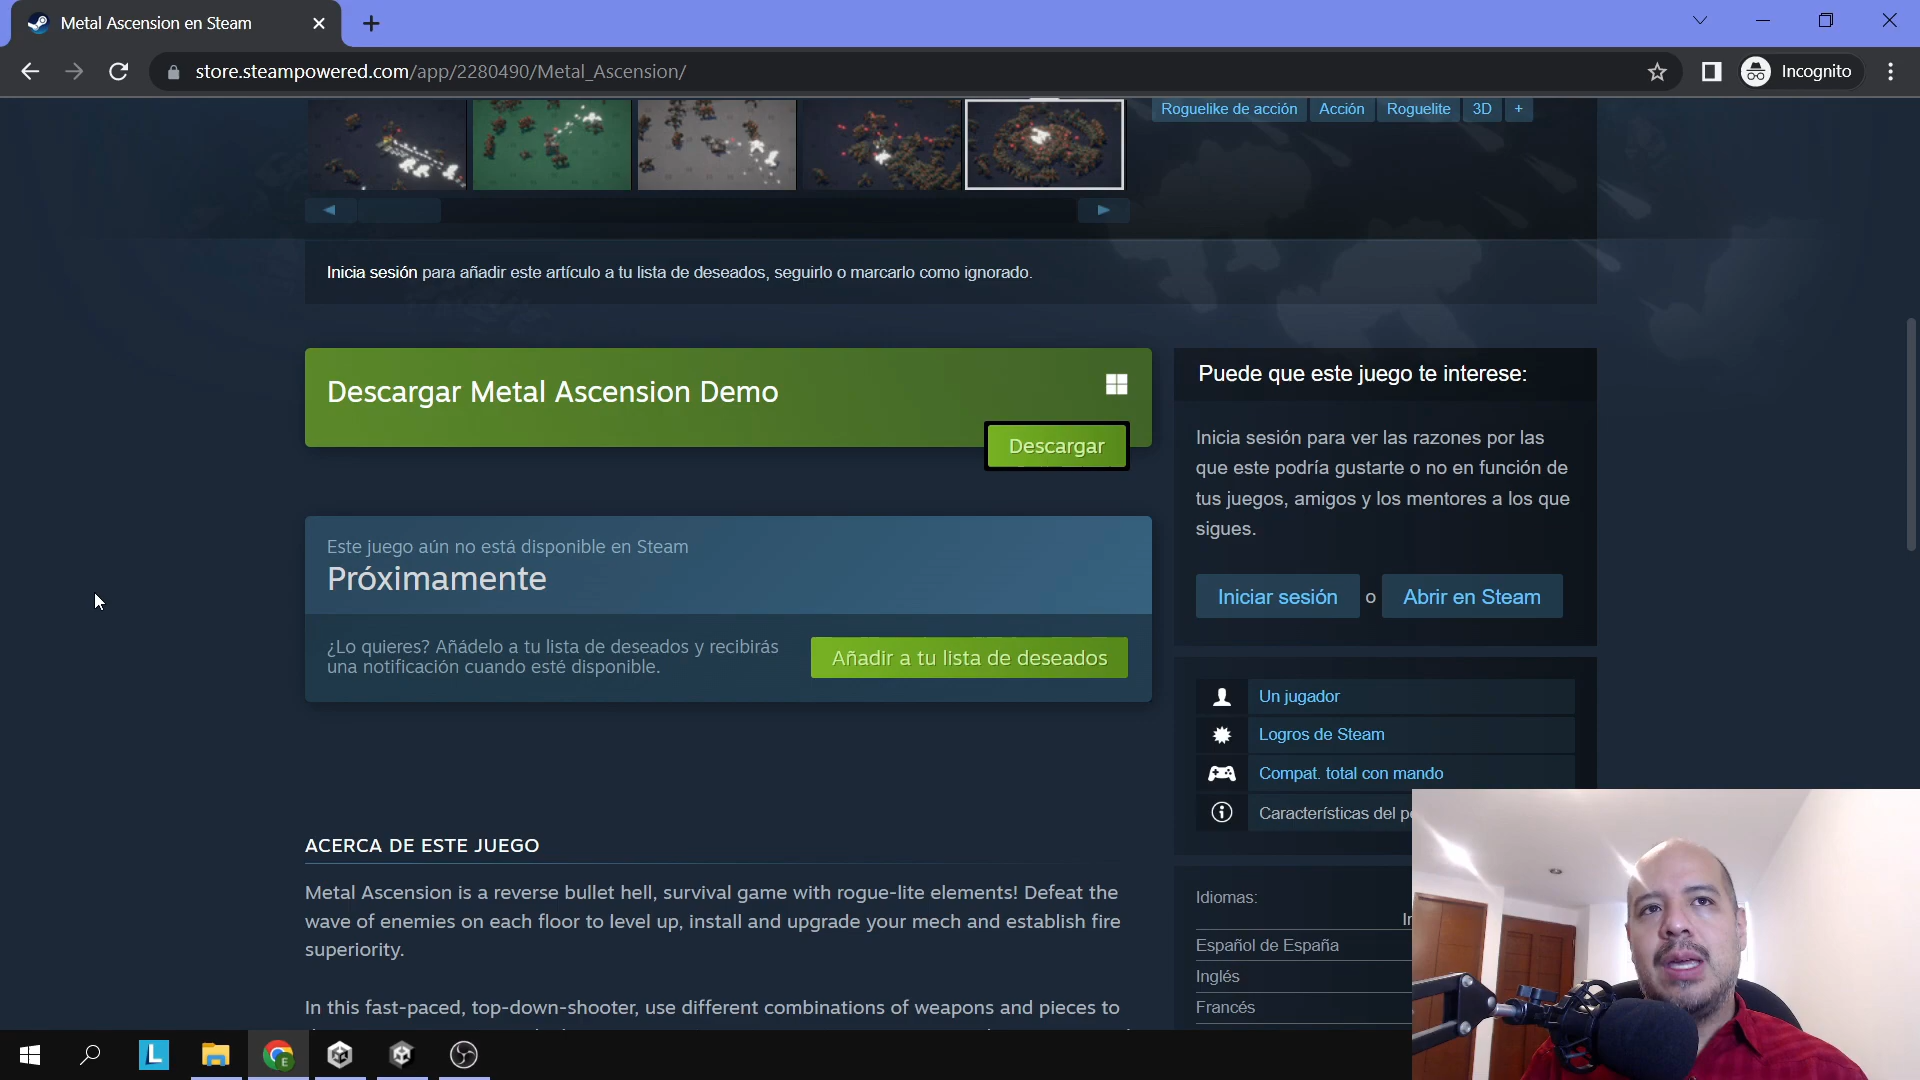 Metal Ascension en Steam
store.steampowered.com/app/2280490/Metal_Ascension/
Incognito
Roguelike de acción
Acción
Roguelite
3D
+
Inicia sesión para añadir este artículo a tu lista de deseados, seguirlo o marcarlo como ignorado.
Descargar Metal Ascension Demo
Descargar
Este juego aún no está disponible en Steam
Próximamente
¿Lo quieres? Añádelo a tu lista de deseados y recibirás
una notificación cuando esté disponible.
Añadir a tu lista de deseados
ACERCA DE ESTE JUEGO
Metal Ascension is a reverse bullet hell, survival game with rogue-lite elements! Defeat the
wave of enemies on each floor to level up, install and upgrade your mech and establish fire
superiority.
In this fast-paced, top-down-shooter, use different combinations of weapons and pieces to
Puede que este juego te interese:
Inicia sesión para ver las razones por las
que este podría gustarte o no en función de
tus juegos, amigos y los mentores a los que
sigues.
Iniciar sesión
o
Abrir en Steam
Un jugador
Logros de Steam
Compat. total con mando
Características del
Idiomas:
Español de España
Inglés
Francés
L
E